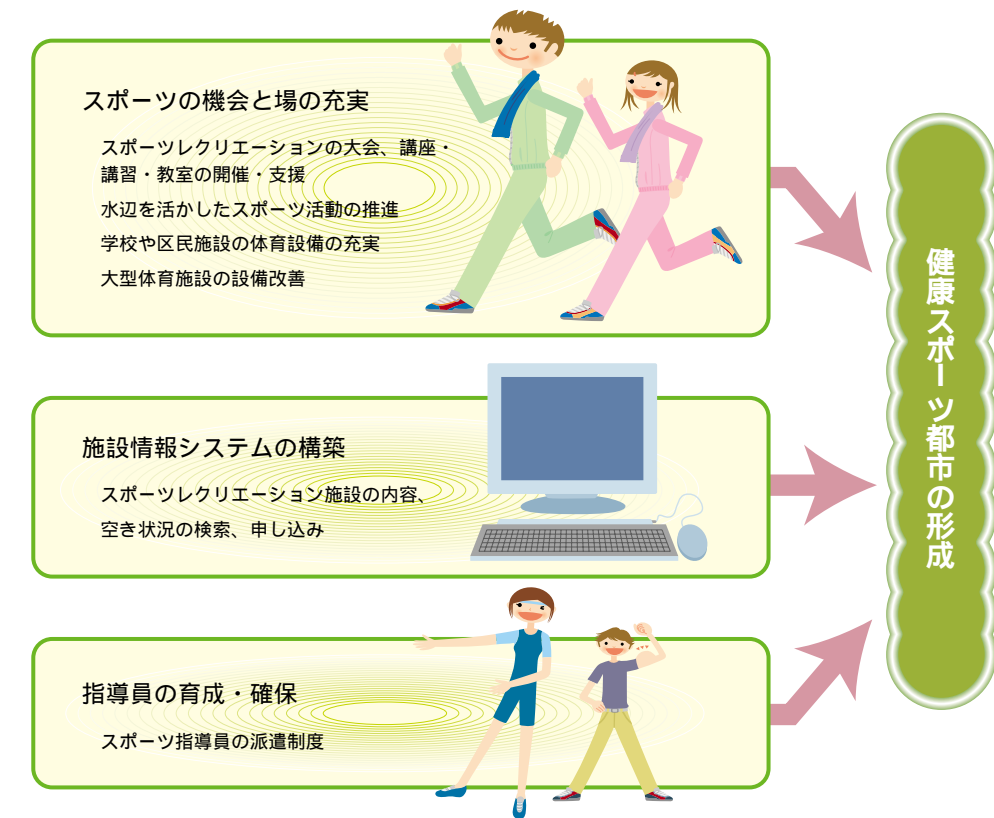 スポーツの機会と場の充実
スポーツレクリエーションの大会、講座・
講習・教室の開催・支援
水辺を活かしたスポーツ活動の推進
学校や区民施設の体育設備の充実
大型体育施設の設備改善
施設情報システムの構築
スポーツレクリエーション施設の内容、
空き状況の検索、申し込み
指導員の育成・確保
スポーツ指導員の派遣制度
健康スポーツ都市の形成